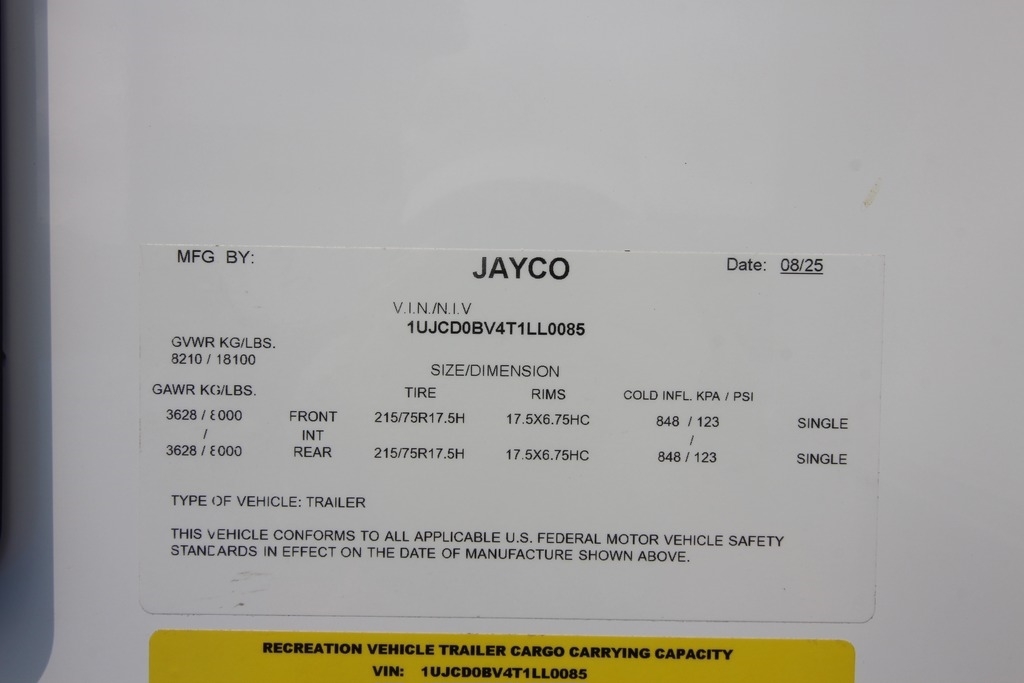 MFG BY: JAYCO Date: 08/25
V.I.N./N.I.V
1UJCD0BV4T1LL0085
GVWR KG/LBS.
8210 / 18100
SIZE/DIMENSION
GAWR KG/LBS. TIRE RIMS COLD INFL. KPA / PSI
3628 / 8000 FRONT 215/75R17.5H 17.5X6.75HC 848 / 123 SINGLE
/ INT /
3628 / 8000 REAR 215/75R17.5H 17.5X6.75HC 848 / 123 SINGLE
TYPE OF VEHICLE: TRAILER
THIS VEHICLE CONFORMS TO ALL APPLICABLE U.S. FEDERAL MOTOR VEHICLE SAFETY
STANDARDS IN EFFECT ON THE DATE OF MANUFACTURE SHOWN ABOVE.
RECREATION VEHICLE TRAILER CARGO CARRYING CAPACITY
VIN: 1UJCD0BV4T1LL0085